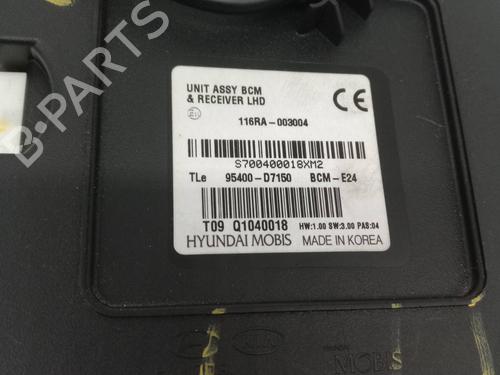 UNIT ASSY BCM
& RECEIVER LHD
CE
116RA-003004
S700400018XM2
TLe 95400-D7150 BCM-E24
T09 Q1040018
HW:1.00 SW:3.00 PAS:04
HYUNDAI MOBIS MADE IN KOREA
B-PARTS
MOBIS